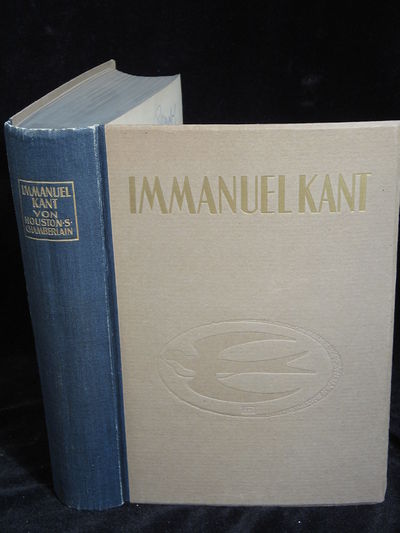 IMMANUEL
KANT
VON
HOUSTON·S·
CHAMBERLAIN
IMMANUEL KANT